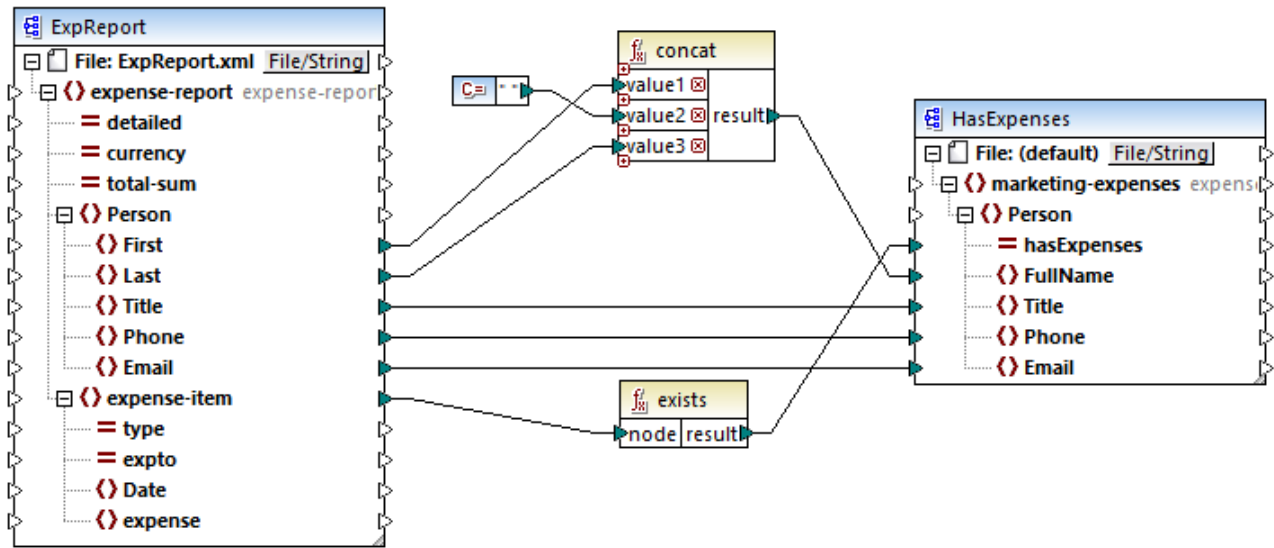 ExpReport
File: ExpReport.xml File/String
expense-report expense-repor
detailed
currency
total-sum
Person
First
Last
Title
Phone
Email
expense-item
type
expto
Date
expense
C= " "
concat
value1
value2 result
value3
exists
node result
HasExpenses
File: (default) File/String
marketing-expenses expens
Person
hasExpenses
FullName
Title
Phone
Email